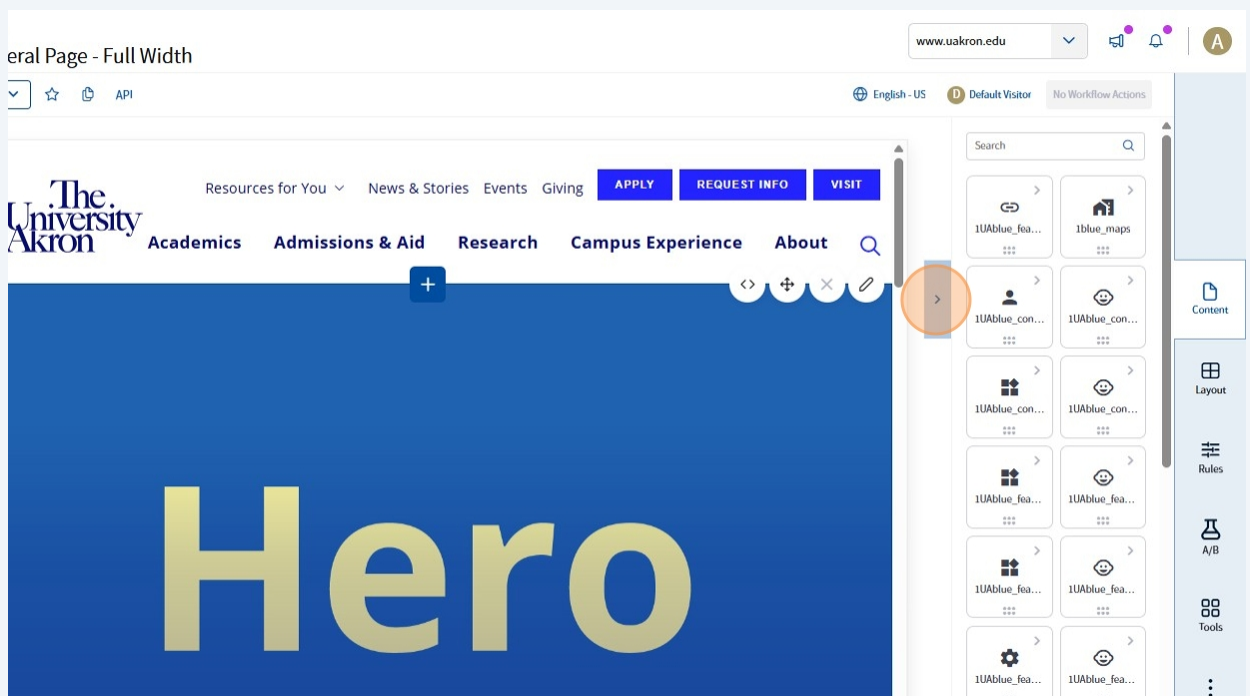 www.uakron.edu
A
eral Page - Full Width
API
English - US
D
Default Visitor
No Workflow Actions
Search
The
University
Akron
Resources for You
News & Stories
Events
Giving
APPLY
REQUEST INFO
VISIT
Academics
Admissions & Aid
Research
Campus Experience
About
Hero
1UAblue_fea...
1blue_maps
1UAblue_con...
1UAblue_con...
1UAblue_con...
1UAblue_con...
1UAblue_fea...
1UAblue_fea...
1UAblue_fea...
1UAblue_fea...
1UAblue_fea...
1UAblue_fea...
Content
Layout
Rules
A/B
Tools